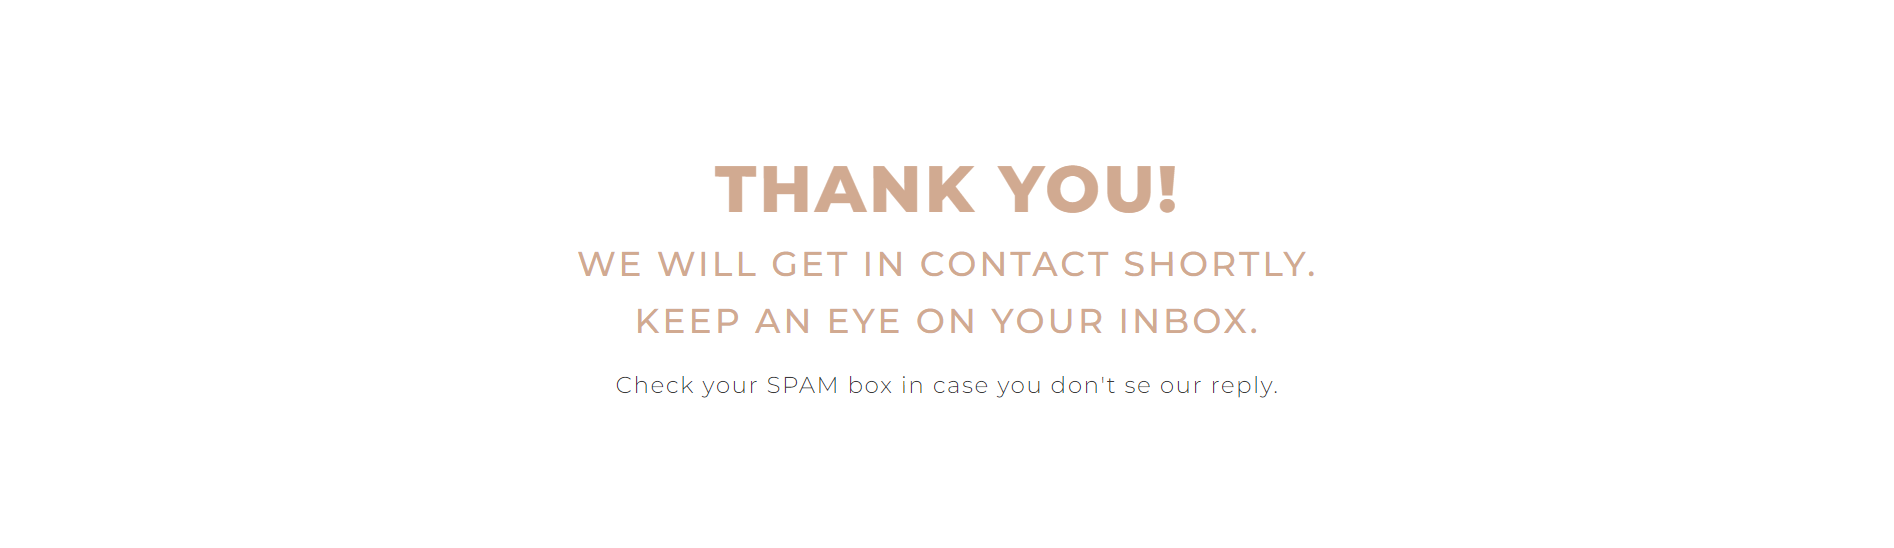 THANK YOU!
WE WILL GET IN CONTACT SHORTLY.
KEEP AN EYE ON YOUR INBOX.
Check your SPAM box in case you don't se our reply.